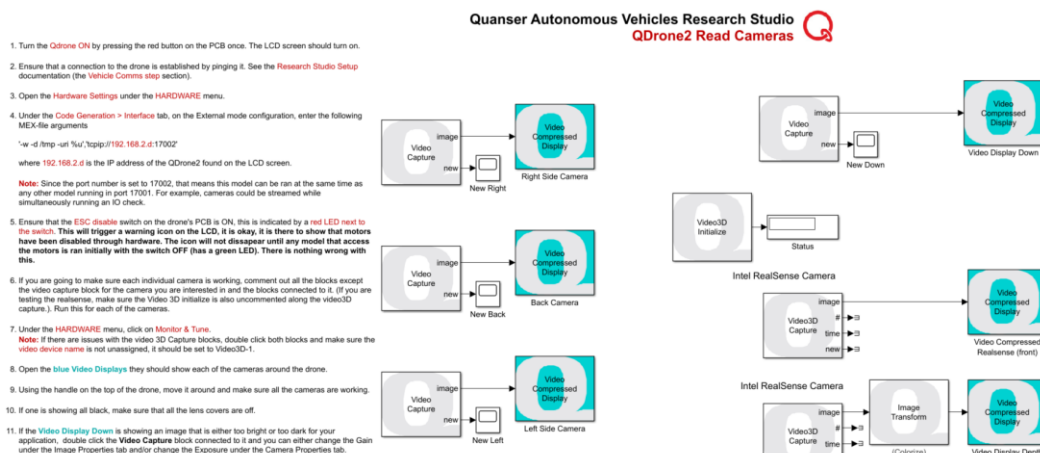 Quanser Autonomous Vehicles Research Studio
QDrone2 Read Cameras
1. Turn the Qdrone ON by pressing the red button on the PCB once. The LCD screen should turn on.
2. Ensure that a connection to the drone is established by pinging it. See the Research Studio Setup
documentation (the Vehicle Comms step section).
3. Open the Hardware Settings under the HARDWARE menu.
4. Under the Code Generation > Interface tab, on the External mode configuration, enter the following
MEX-file arguments
'-w -d /tmp -uri %u','tcpip://192.168.2.d:17002'
where 192.168.2.d is the IP address of the QDrone2 found on the LCD screen.
Note: Since the port number is set to 17002, that means this model can be ran at the same time as
any other model running in port 17001. For example, cameras could be streamed while
simultaneously running an IO check.
5. Ensure that the ESC disable switch on the drone's PCB is ON, this is indicated by a red LED next to
the switch. This will trigger a warning icon on the LCD, it is okay, it is there to show that motors
have been disabled through hardware. The icon will not dissapear until any model that access
the motors is ran initially with the switch OFF (has a green LED). There is nothing wrong with
this.
6. If you are going to make sure each individual camera is working, comment out all the blocks except
the video capture block for the camera you are interested in and the blocks connected to it. (If you are
testing the realsense, make sure the Video 3D initialize is also uncommented along the video3D
capture.). Run this for each of the cameras.
7. Under the HARDWARE menu, click on Monitor & Tune.
Note: If there are issues with the video 3D Capture blocks, double click both blocks and make sure the
video device name is not unassigned, it should be set to Video3D-1.
8. Open the blue Video Displays they should show each of the cameras around the drone.
9. Using the handle on the top of the drone, move it around and make sure all the cameras are working.
10. If one is showing all black, make sure that all the lens covers are off.
11. If the Video Display Down is showing an image that is either too bright or too dark for your
application, double click the Video Capture block connected to it and you can either change the Gain
under the Image Properties tab and/or change the Exposure under the Camera Properties tab.
Video
Capture
image
new
New Right
Video
Compressed
Display
Right Side Camera
Video
Capture
image
new
New Back
Video
Compressed
Display
Back Camera
Video
Capture
image
new
New Left
Video
Compressed
Display
Left Side Camera
Video
Capture
image
new
New Down
Video
Compressed
Display
Video Display Down
Video3D
Initialize
Status
Intel RealSense Camera
Video3D
Capture
image
#
time
new
Video
Compressed
Display
Video Compressed
Realsense (front)
Intel RealSense Camera
Video3D
Capture
image
#
time
Image
Transform
(Colorize)
Video
Compressed
Display
Video Display Depth